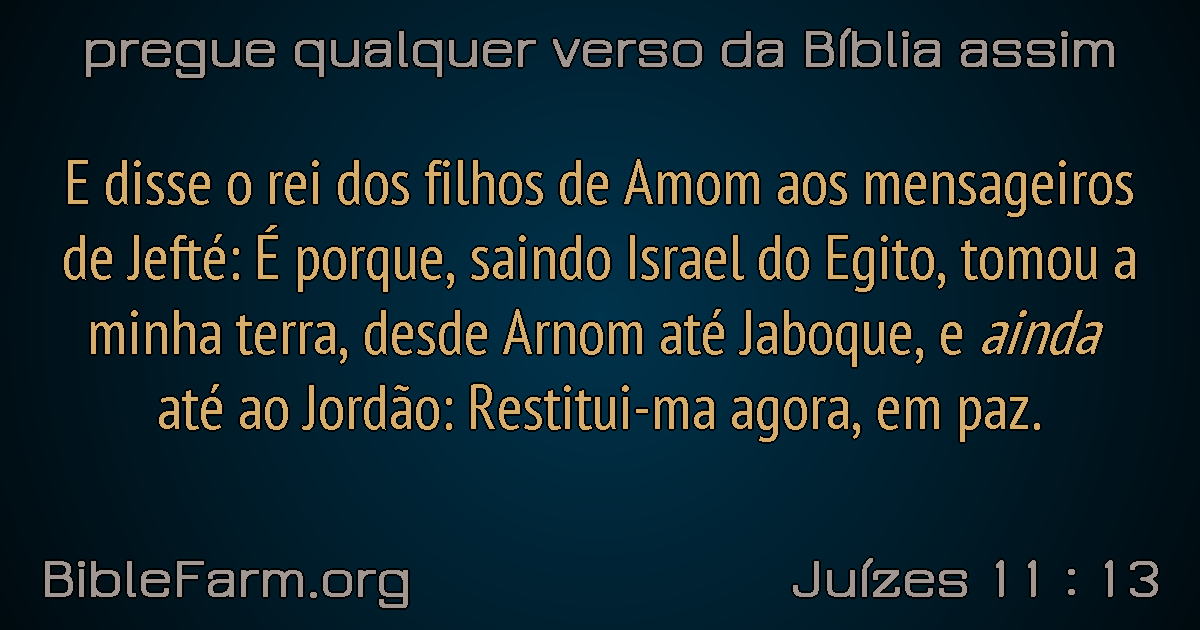 pregue qualquer verso da Bíblia assim
E disse o rei dos filhos de Amom aos mensageiros
de Jefté: É porque, saindo Israel do Egito, tomou a
minha terra, desde Arnom até Jaboque, e ainda
até ao Jordão: Restitui-ma agora, em paz.
BibleFarm.org
Juízes 11 : 13